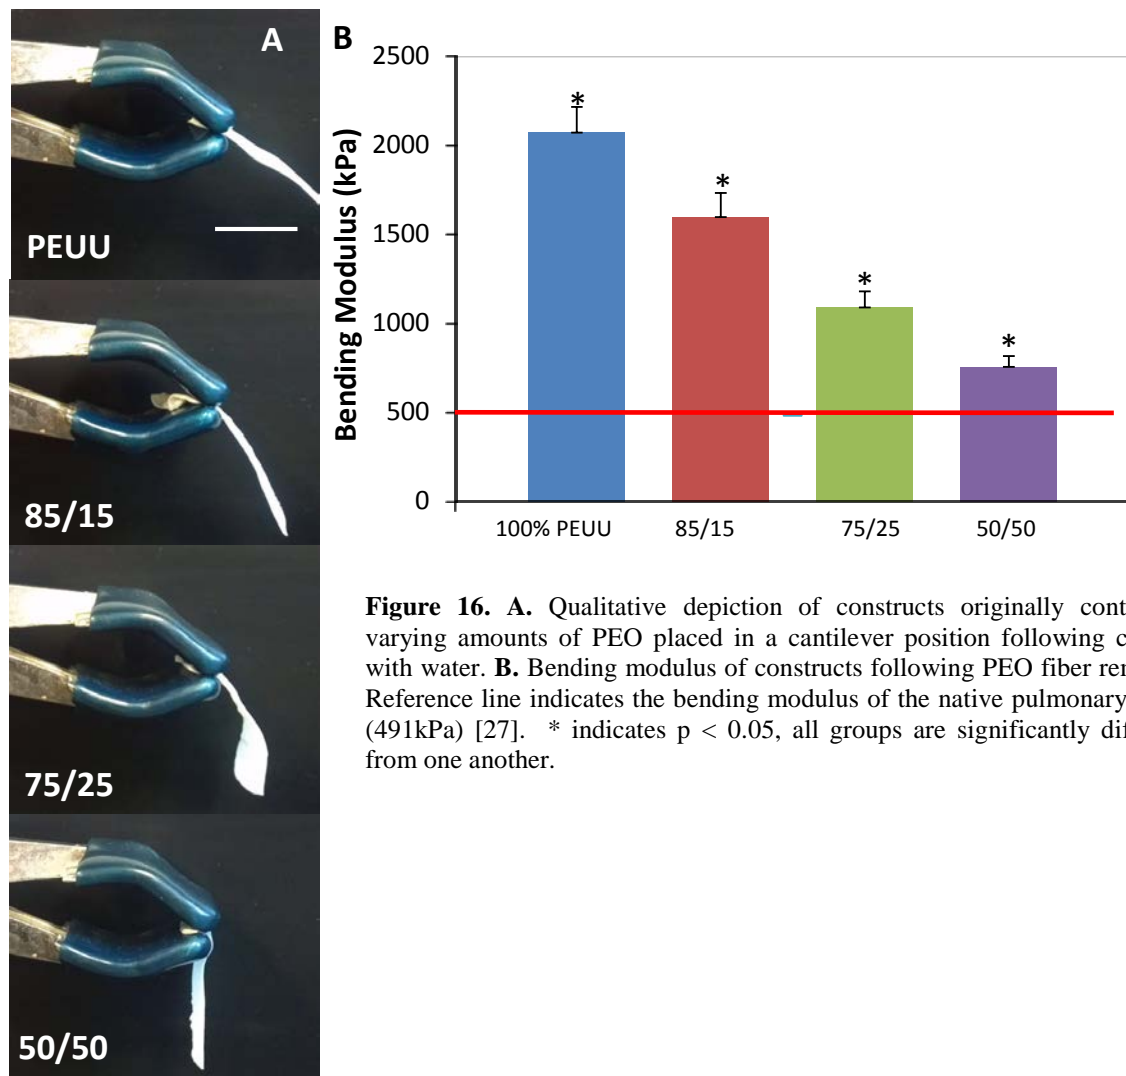 A
PEUU
85/15
75/25
50/50
B
Bending Modulus (kPa)
2500
2000
1500
1000
500
0
*
*
*
*
100% PEUU 85/15 75/25 50/50
Figure 16. A. Qualitative depiction of constructs originally cont
varying amounts of PEO placed in a cantilever position following c
with water. B. Bending modulus of constructs following PEO fiber rem
Reference line indicates the bending modulus of the native pulmonary
(491kPa) [27]. * indicates p < 0.05, all groups are significantly dif
from one another.